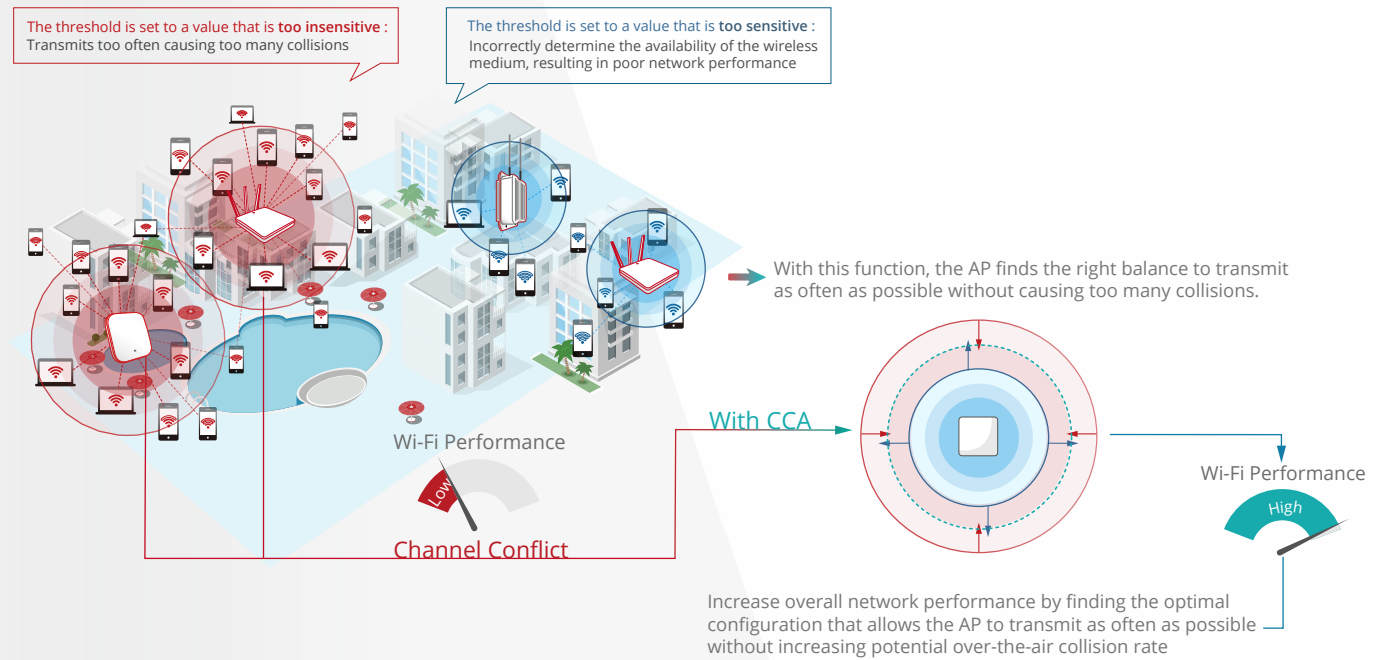 The threshold is set to a value that is too insensitive :
Transmits too often causing too many collisions
The threshold is set to a value that is too sensitive :
Incorrectly determine the availability of the wireless
medium, resulting in poor network performance
With this function, the AP finds the right balance to transmit
as often as possible without causing too many collisions.
With CCA
Wi-Fi Performance
Low
Channel Conflict
Wi-Fi Performance
High
Increase overall network performance by finding the optimal
configuration that allows the AP to transmit as often as possible
without increasing potential over-the-air collision rate